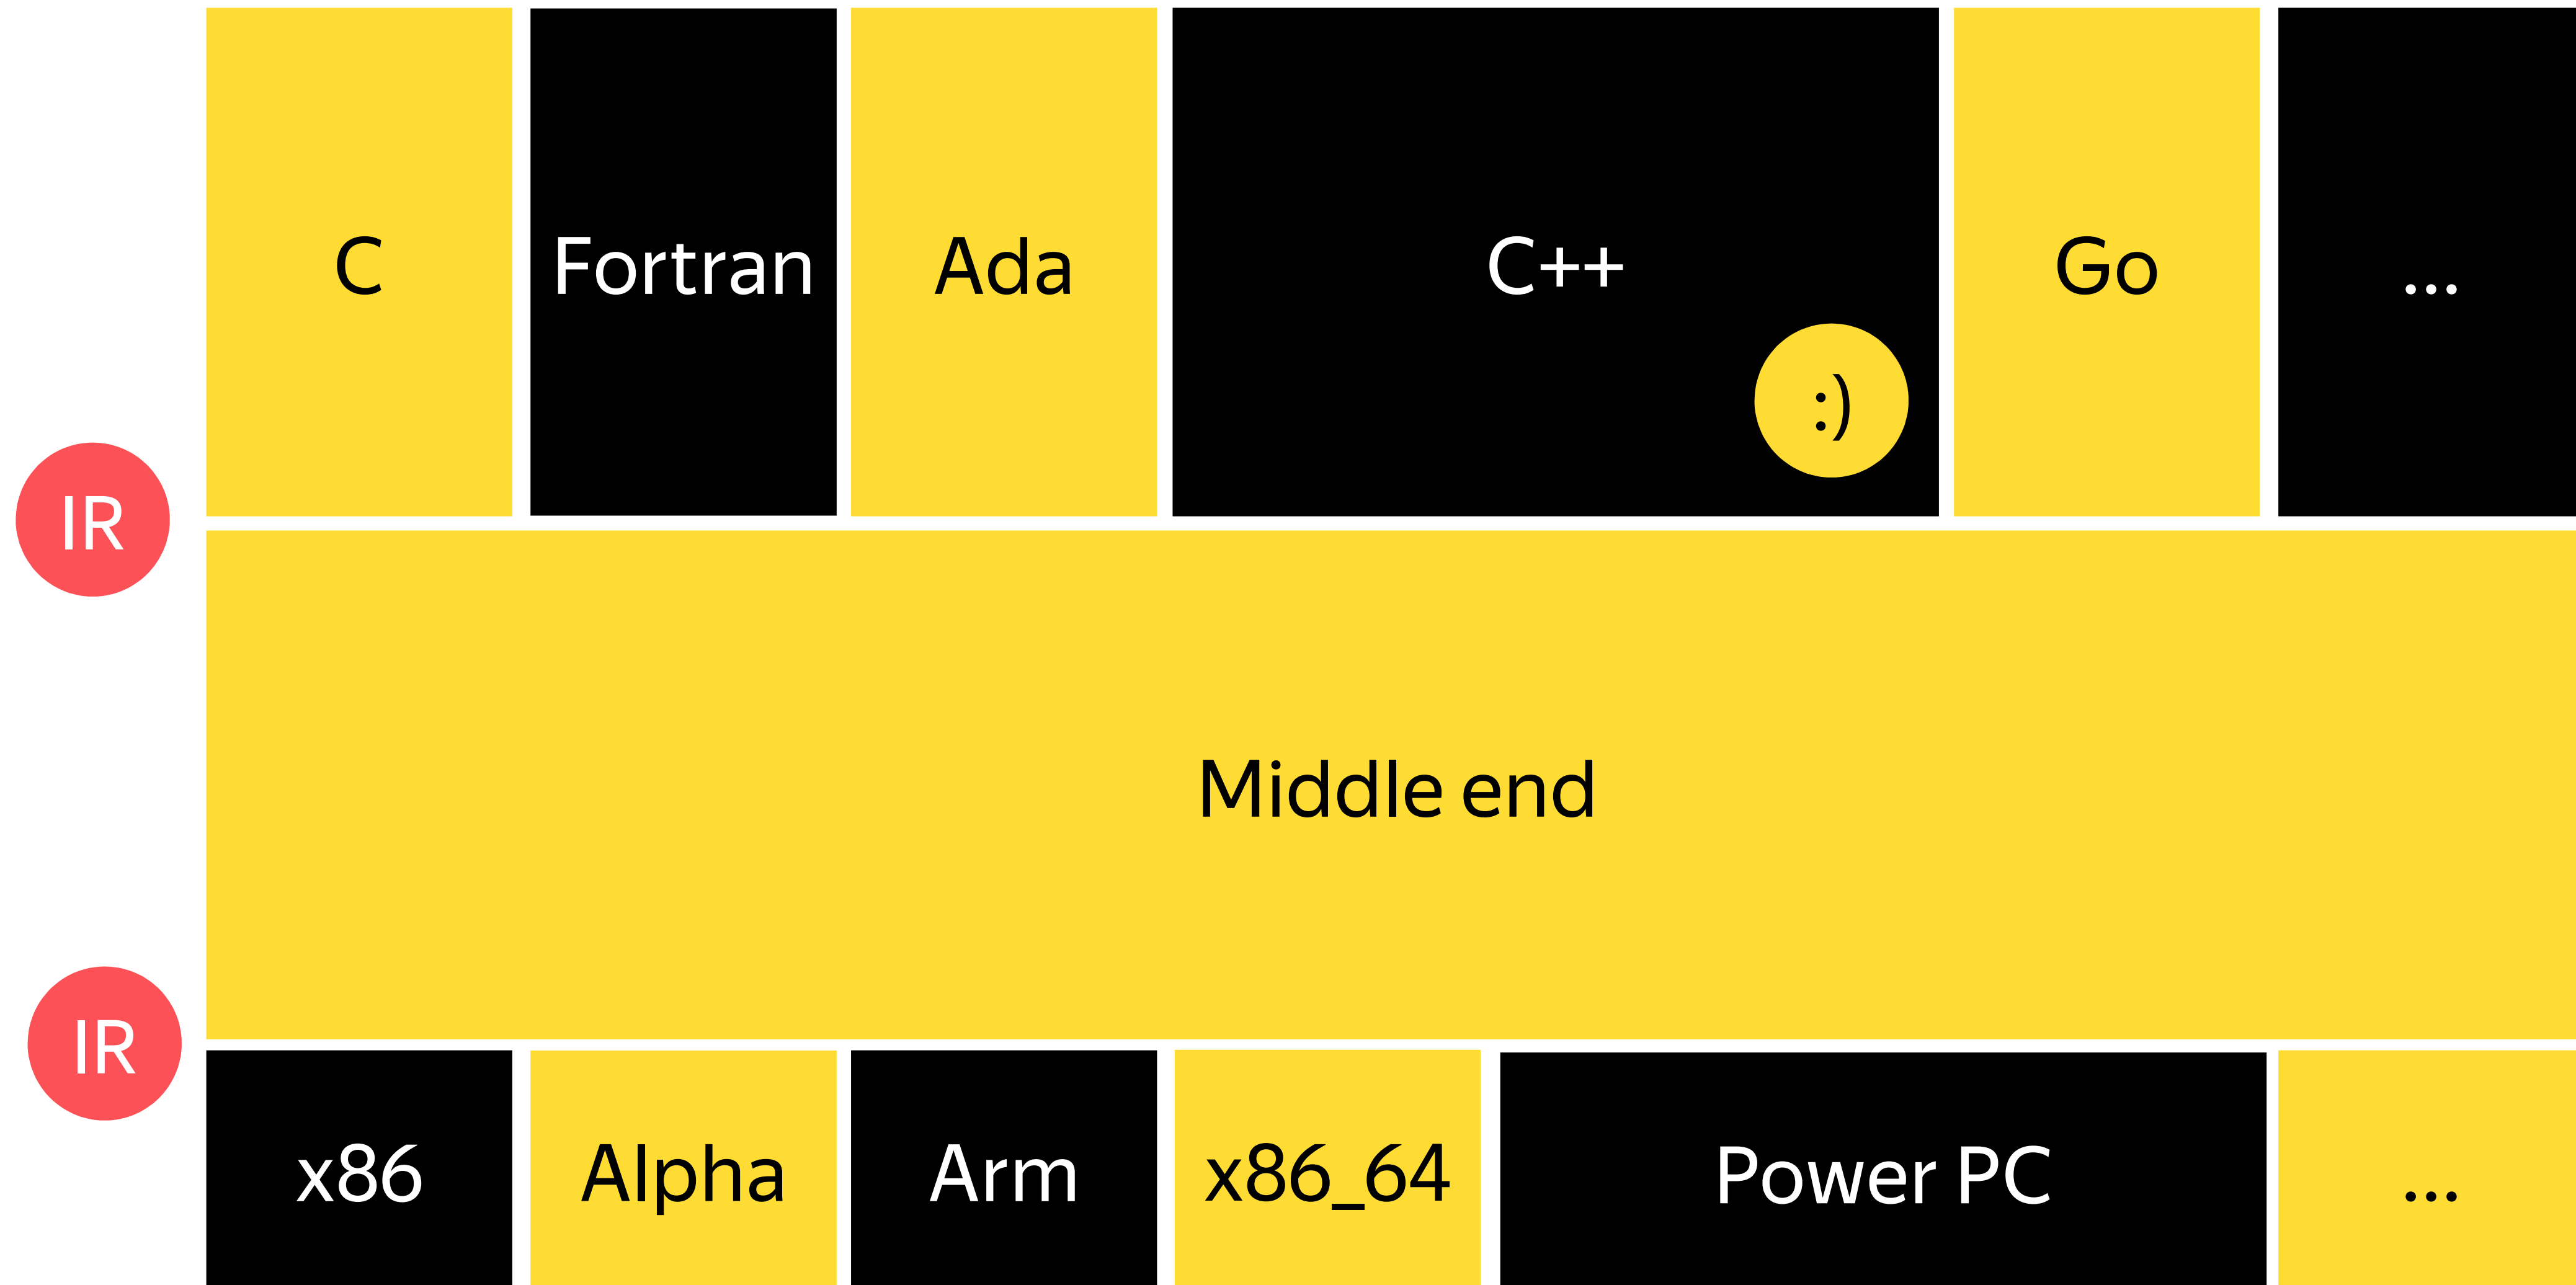 C
Fortran
Ada
C++
Go
...
:)
IR
Middle end
IR
x86
Alpha
Arm
x86_64
Power PC
...